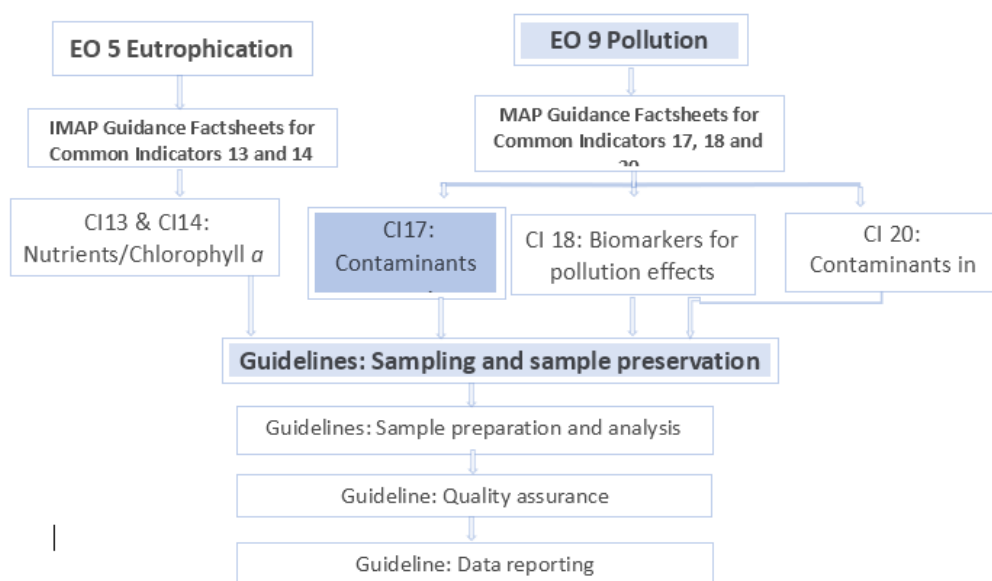 EO 5 Eutrophication
EO 9 Pollution
IMAP Guidance Factsheets for
Common Indicators 13 and 14
MAP Guidance Factsheets for
Common Indicators 17, 18 and
CI13 & CI14:
Nutrients/Chlorophyll a
CI17:
Contaminants
CI 18: Biomarkers for
pollution effects
CI 20:
Contaminants in
Guidelines: Sampling and sample preservation
Guidelines: Sample preparation and analysis
Guideline: Quality assurance
Guideline: Data reporting